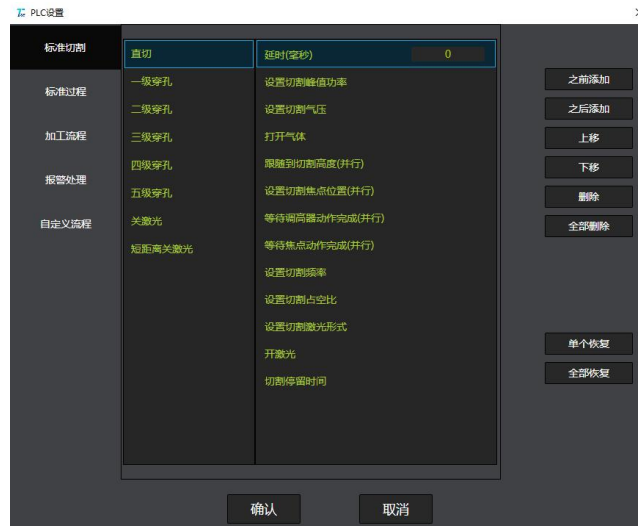 PLC设置
标准切割
标准过程
加工流程
报警处理
自定义流程
直切
一级穿孔
二级穿孔
三级穿孔
四级穿孔
五级穿孔
关激光
短距离关激光
延时(毫秒) 0
设置切割峰值功率
设置切割气压
打开气体
跟随到切割高度(并行)
设置切割焦点位置(并行)
等待调高器动作完成(并行)
等待焦点动作完成(并行)
设置切割频率
设置切割占空比
设置切割激光形式
开激光
切割停留时间
之前添加
之后添加
上移
下移
删除
全部删除
单个恢复
全部恢复
确认
取消